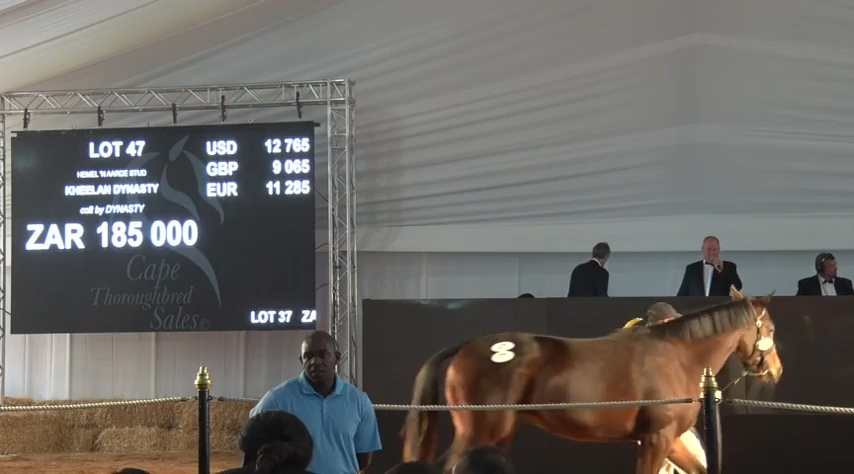 LOT 47
USD 12 765
HEMEL 'N AARDE STUD
GBP 9 065
KHEELAN DYNASTY
EUR 11 285
colt by DYNASTY
ZAR 185 000
Cape
Thoroughbred
Sales
LOT 37 ZA